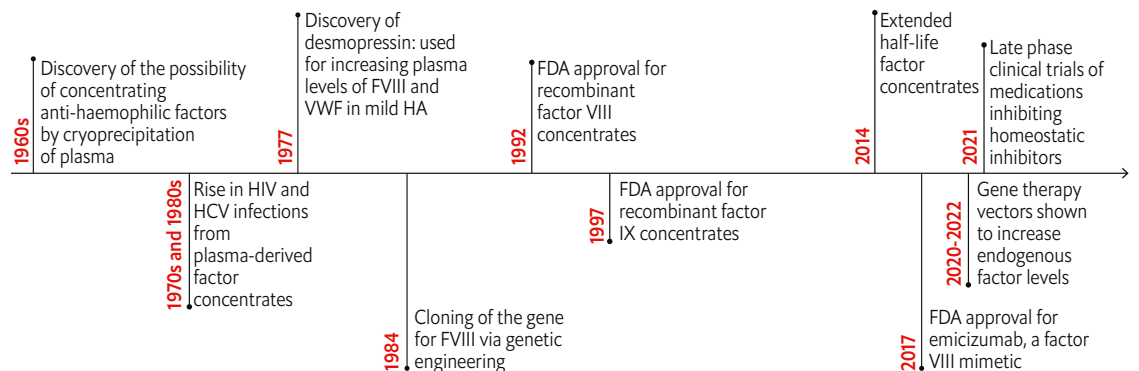 1960s
Discovery of the possibility
of concentrating
anti-haemophilic factors
by cryoprecipitation
of plasma
1970s and 1980s
Rise in HIV and
HCV infections
from
plasma-derived
factor
concentrates
1977
Discovery of
desmopressin: used
for increasing plasma
levels of FVIII and
VWF in mild HA
1984
Cloning of the gene
for FVIII via genetic
engineering
1992
FDA approval for
recombinant
factor VIII
concentrates
1997
FDA approval for
recombinant factor
IX concentrates
2014
Extended
half-life
factor
concentrates
2017
FDA approval for
emicizumab, a factor
VIII mimetic
2020-2022
Gene therapy
vectors shown
to increase
endogenous
factor levels
2021
Late phase
clinical trials of
medications
inhibiting
homeostatic
inhibitors